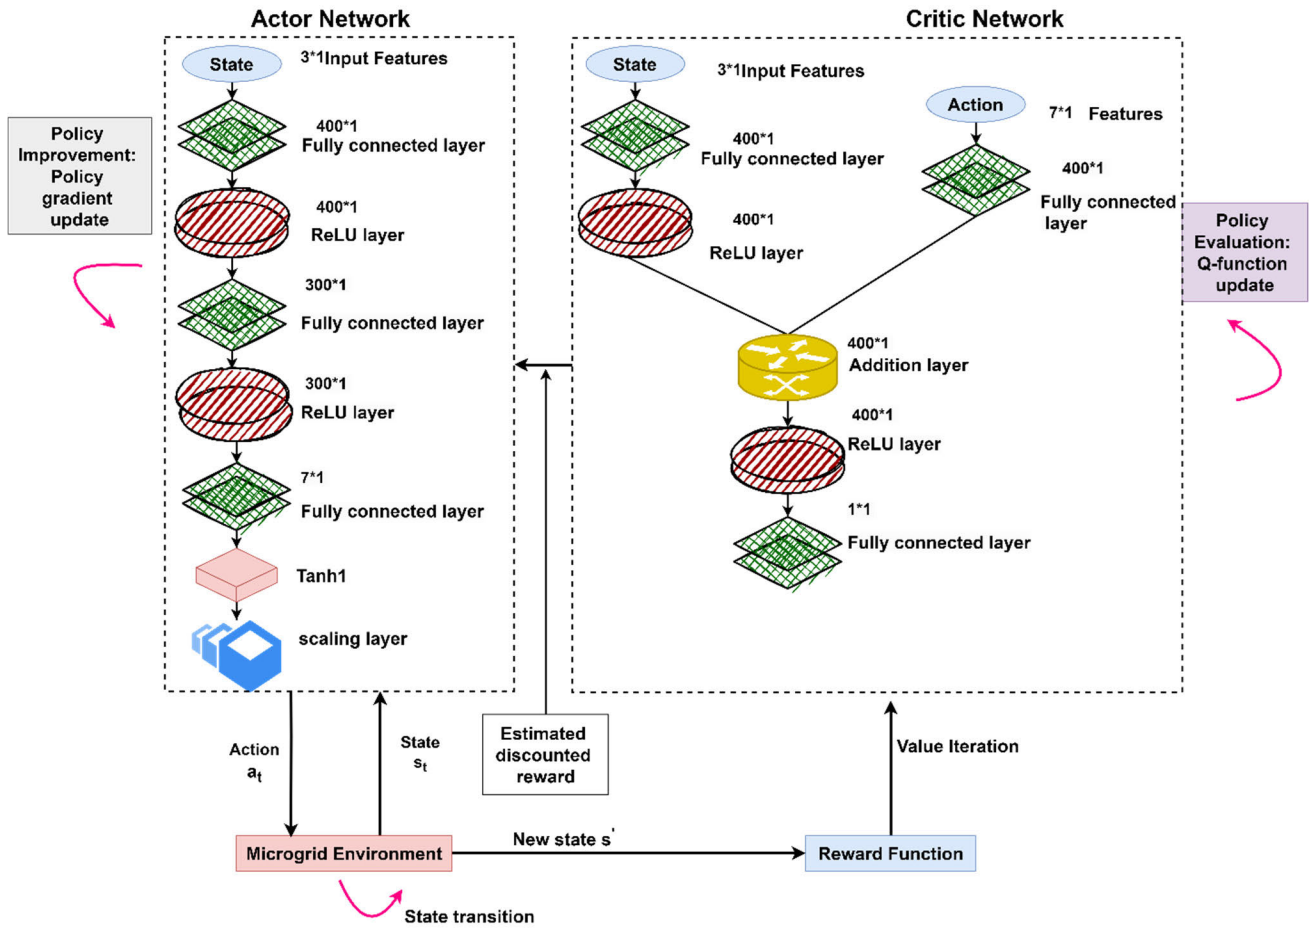 Actor Network
State
3*1Input Features
400*1
Fully connected layer
400*1
ReLU layer
300*1
Fully connected layer
300*1
ReLU layer
7*1
Fully connected layer
Tanh1
scaling layer
Policy
Improvement:
Policy
gradient
update
Critic Network
State
3*1Input Features
400*1
Fully connected layer
400*1
ReLU layer
Action
7*1 Features
400*1
Fully connected
layer
400*1
Addition layer
400*1
ReLU layer
1*1
Fully connected layer
Policy
Evaluation:
Q-function
update
Action
at
State
st
Estimated
discounted
reward
Value Iteration
Microgrid Environment
New state s'
Reward Function
State transition